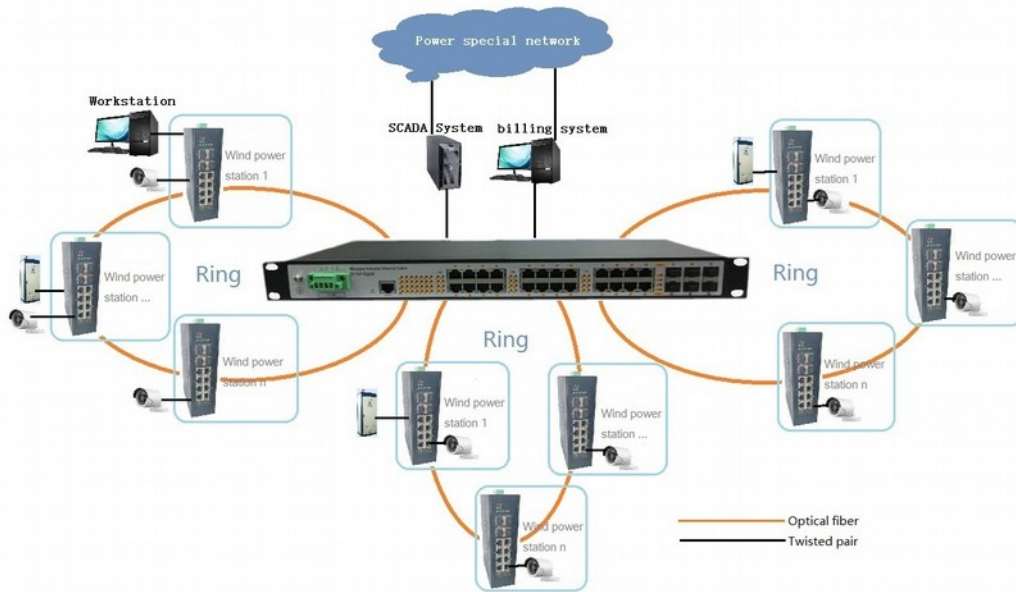 Power special network
Workstation
SCADA System
billing system
Wind power
station 1
Wind power
station 1
Wind power
station ...
Ring
Ring
Wind power
station ...
Wind power
station n
Ring
Wind power
station n
Wind power
station 1
Wind power
station ...
Wind power
station n
Optical fiber
Twisted pair